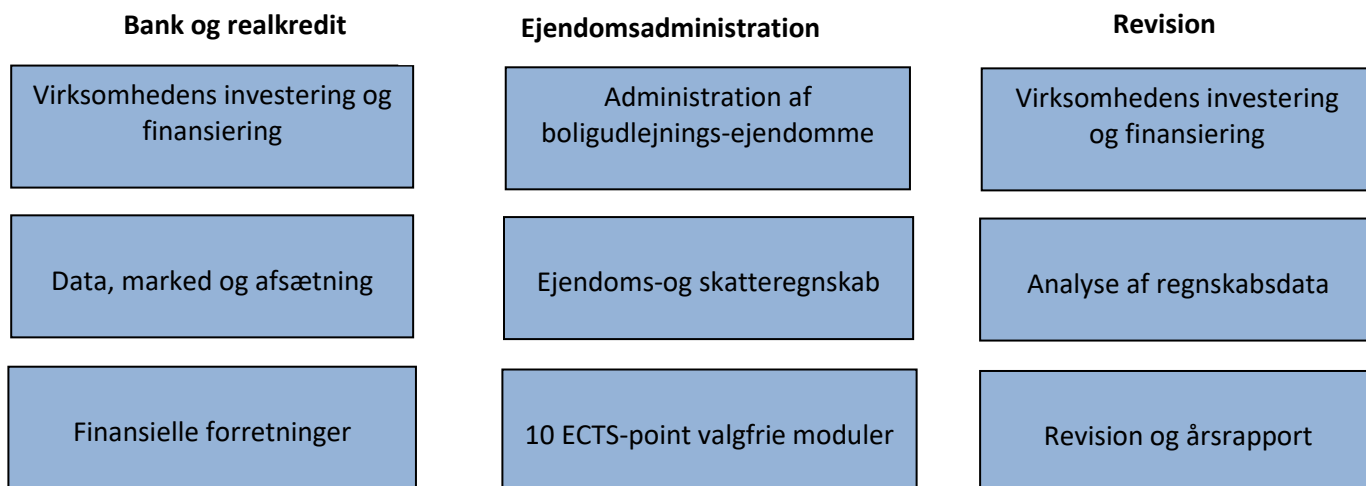 Bank og realkredit
Virksomhedens investering og
finansiering
Data, marked og afsætning
Finansielle forretninger
Ejendomsadministration
Administration af
boligudlejnings-ejendomme
Ejendoms-og skatteregnskab
10 ECTS-point valgfrie moduler
Revision
Virksomhedens investering
og finansiering
Analyse af regnskabsdata
Revision og årsrapport